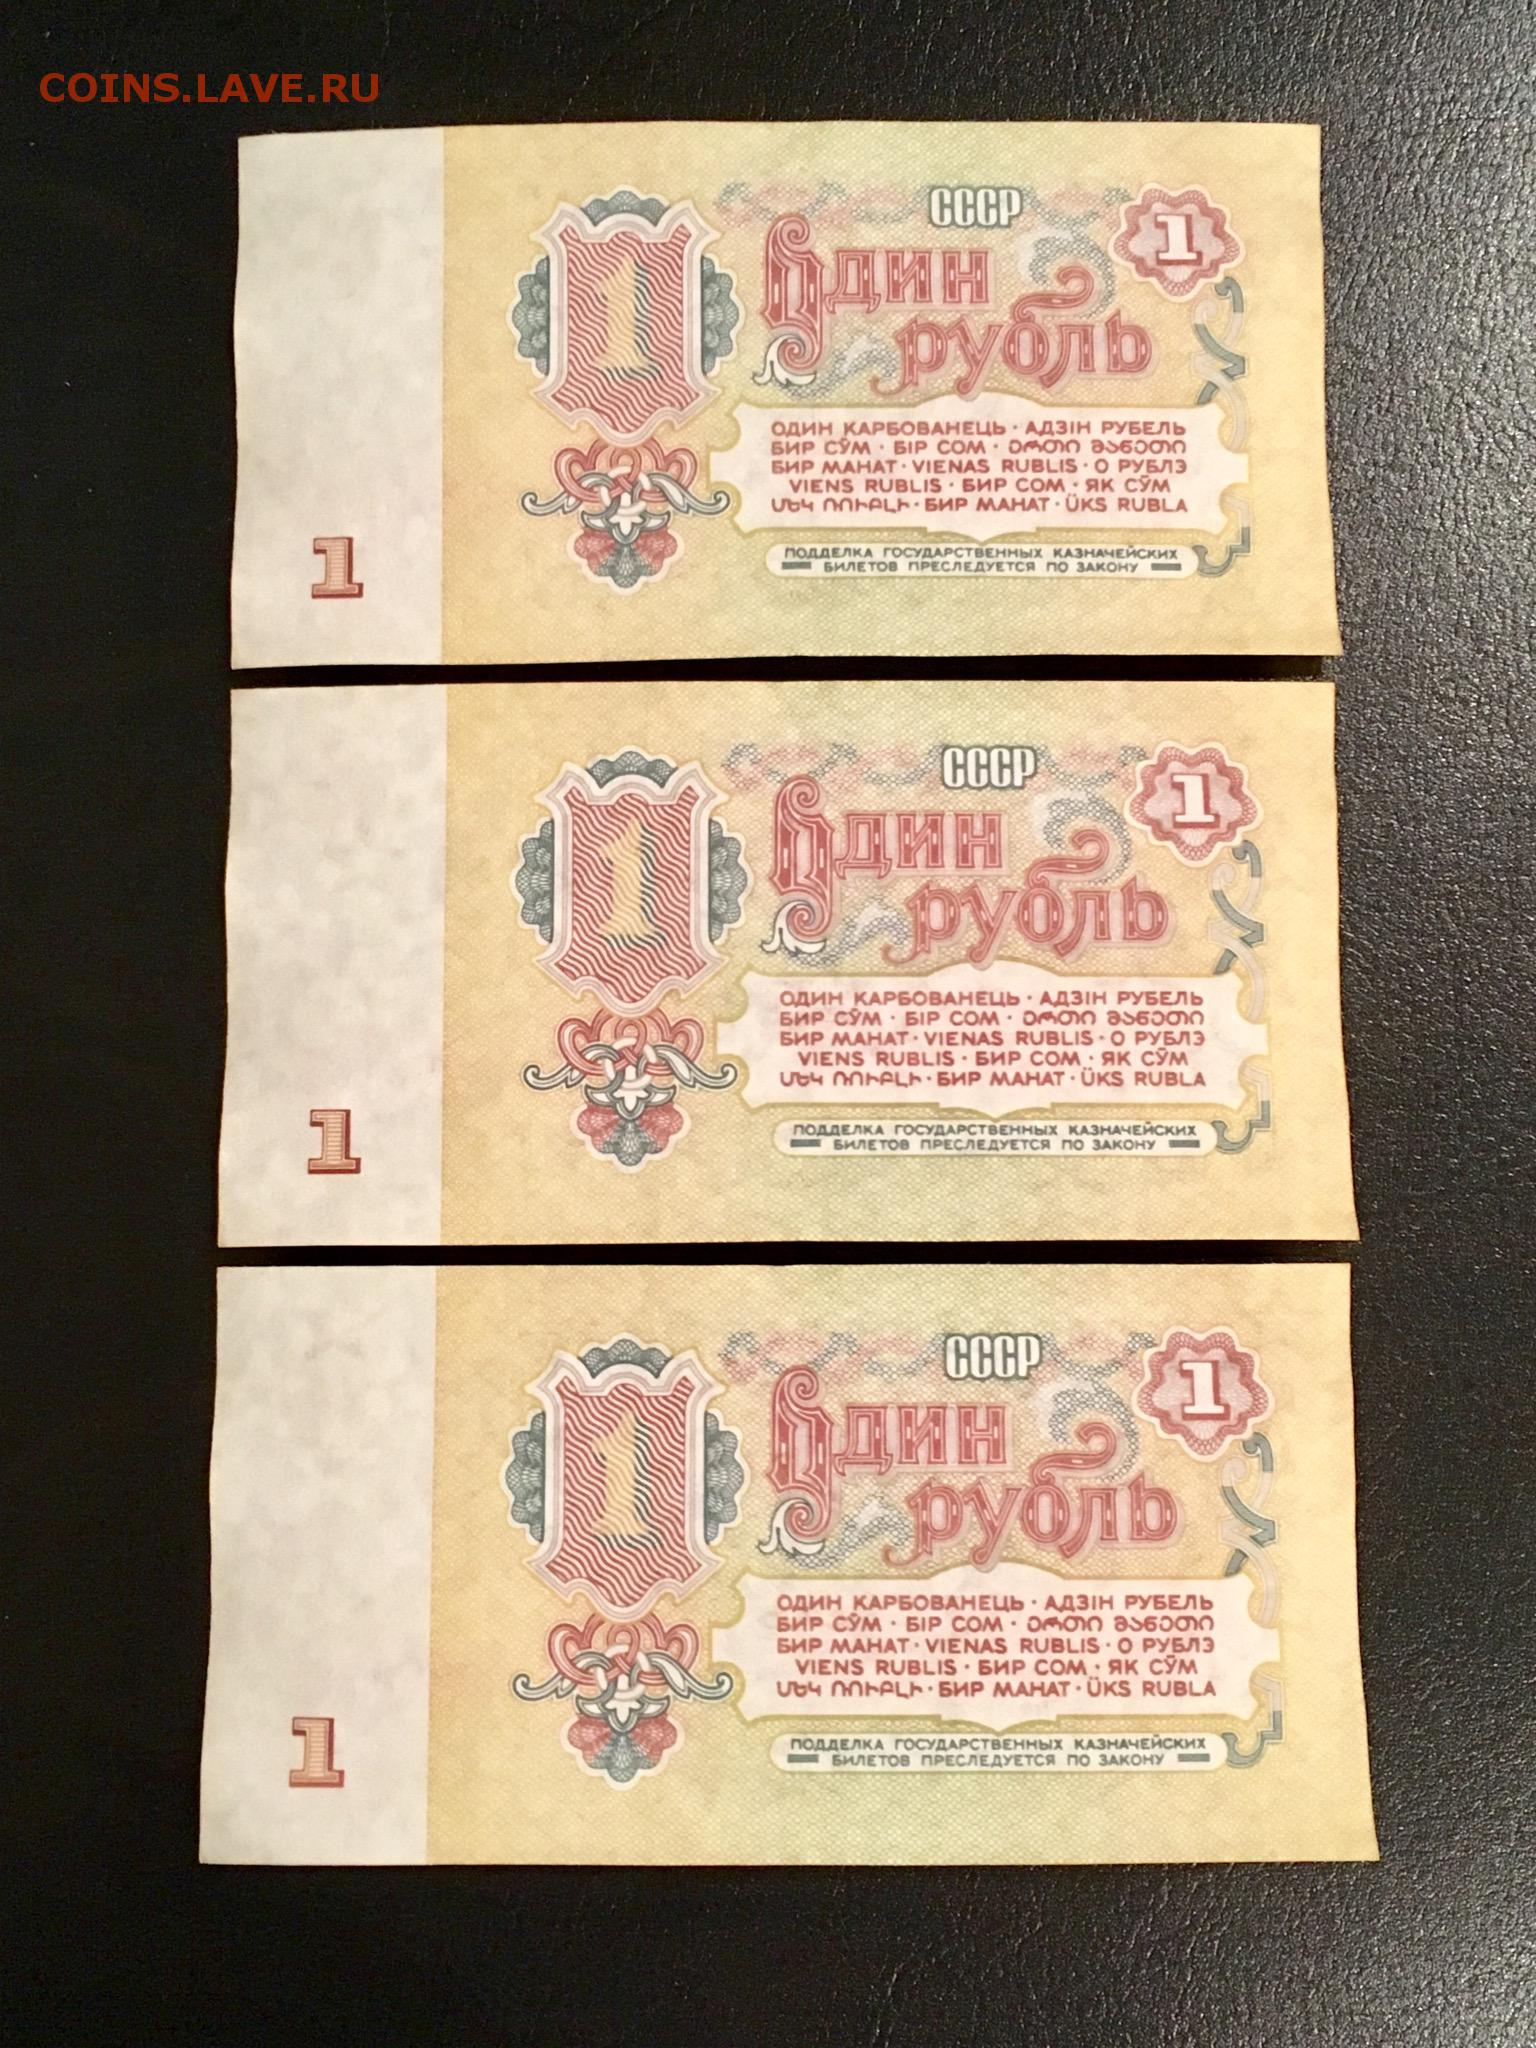 COINS.LAVE.RU
СССР
1
1
Один
рубль
ОДИН КАРБОВАНЕЦЬ · АДЗІН РУБЕЛЬ
БИР СЎМ · БІР СОМ · ᲔᲠᲗᲘ ᲛᲐᲜᲔᲗᲘ
БИР МАНАТ · VIENAS RUBLIS · О РУБЛЭ
VIENS RUBLIS · БИР СОМ · ЯК СӮМ
ՄԵԿ ՌՈՒԲԼԻ · БИР МАНАТ · ÜKS RUBLA
ПОДДЕЛКА ГОСУДАРСТВЕННЫХ КАЗНАЧЕЙСКИХ
БИЛЕТОВ ПРЕСЛЕДУЕТСЯ ПО ЗАКОНУ
1
СССР
1
1
Один
рубль
ОДИН КАРБОВАНЕЦЬ · АДЗІН РУБЕЛЬ
БИР СЎМ · БІР СОМ · ᲔᲠᲗᲘ ᲛᲐᲜᲔᲗᲘ
БИР МАНАТ · VIENAS RUBLIS · О РУБЛЭ
VIENS RUBLIS · БИР СОМ · ЯК СӮМ
ՄԵԿ ՌՈՒԲԼԻ · БИР МАНАТ · ÜKS RUBLA
ПОДДЕЛКА ГОСУДАРСТВЕННЫХ КАЗНАЧЕЙСКИХ
БИЛЕТОВ ПРЕСЛЕДУЕТСЯ ПО ЗАКОНУ
1
СССР
1
1
Один
рубль
ОДИН КАРБОВАНЕЦЬ · АДЗІН РУБЕЛЬ
БИР СЎМ · БІР СОМ · ᲔᲠᲗᲘ ᲛᲐᲜᲔᲗᲘ
БИР МАНАТ · VIENAS RUBLIS · О РУБЛЭ
VIENS RUBLIS · БИР СОМ · ЯК СӮМ
ՄԵԿ ՌՈՒԲԼԻ · БИР МАНАТ · ÜKS RUBLA
ПОДДЕЛКА ГОСУДАРСТВЕННЫХ КАЗНАЧЕЙСКИХ
БИЛЕТОВ ПРЕСЛЕДУЕТСЯ ПО ЗАКОНУ
1